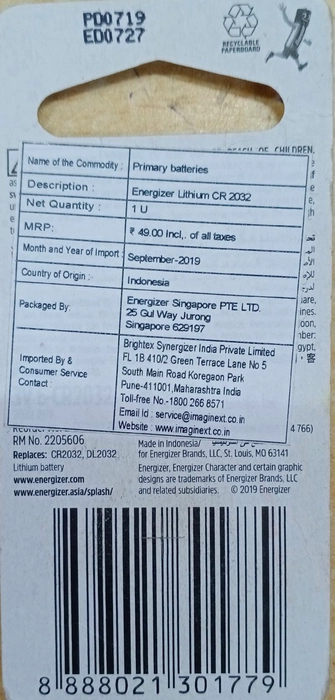 PD0719
ED0727
RECYCLABLE
PAPERBOARD
CHILDREN.
Name of the Commodity : Primary batteries
Description : Energizer Lithium CR 2032
Net Quantity : 1 U
MRP: ₹ 49.00 Incl,. of all taxes
Month and Year of Import September-2019
Country of Origin :- Indonesia
Packaged By: Energizer Singapore PTE LTD.
25 Gul Way Jurong
Singapore 629197
Imported By &
Consumer Service
Contact :
Brightex Synergizer India Private Limited
FL 1B 410/2 Green Terrace Lane No 5
South Main Road Koregaon Park
Pune-411001,Maharashtra India
Toll-free No.-1800 266 8571
Email Id : service@imaginext.co.in
Website : www.imaginext.co.in
4 766)
RM No. 2205606
Replaces: CR2032, DL2032
Lithium battery
www.energizer.com
www.energizer.asia/splash/
Made in Indonesia/
for Energizer Brands, LLC, St. Louis, MO 63141
Energizer, Energizer Character and certain graphic
designs are trademarks of Energizer Brands, LLC
and related subsidiaries. © 2019 Energizer
8 888021 301779